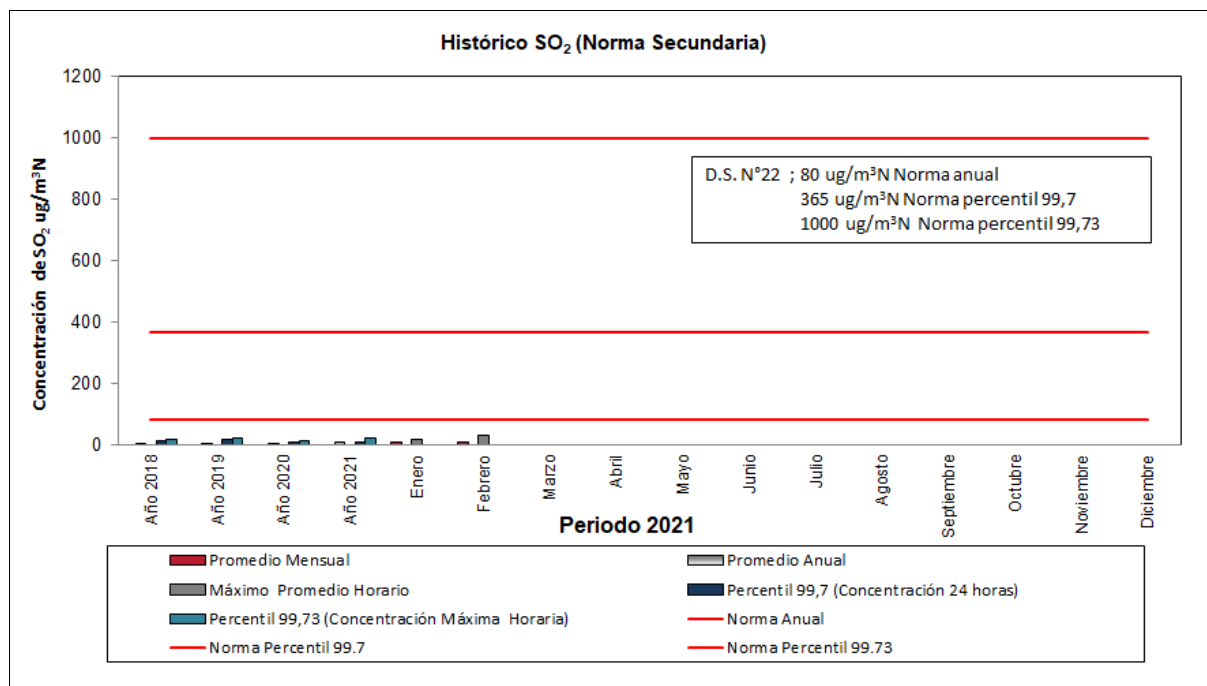 Histórico SO₂ (Norma Secundaria)
Concentración de SO₂ ug/m³N
1200
1000
800
600
400
200
0
D.S. N°22 ; 80 ug/m³N Norma anual
365 ug/m³N Norma percentil 99,7
1000 ug/m³N Norma percentil 99,73
Año 2018
Año 2019
Año 2020
Año 2021
Enero
Febrero
Marzo
Abril
Mayo
Junio
Julio
Agosto
Septiembre
Octubre
Noviembre
Diciembre
Periodo 2021
Promedio Mensual
Promedio Anual
Máximo Promedio Horario
Percentil 99,7 (Concentración 24 horas)
Percentil 99,73 (Concentración Máxima Horaria)
Norma Anual
Norma Percentil 99.7
Norma Percentil 99.73